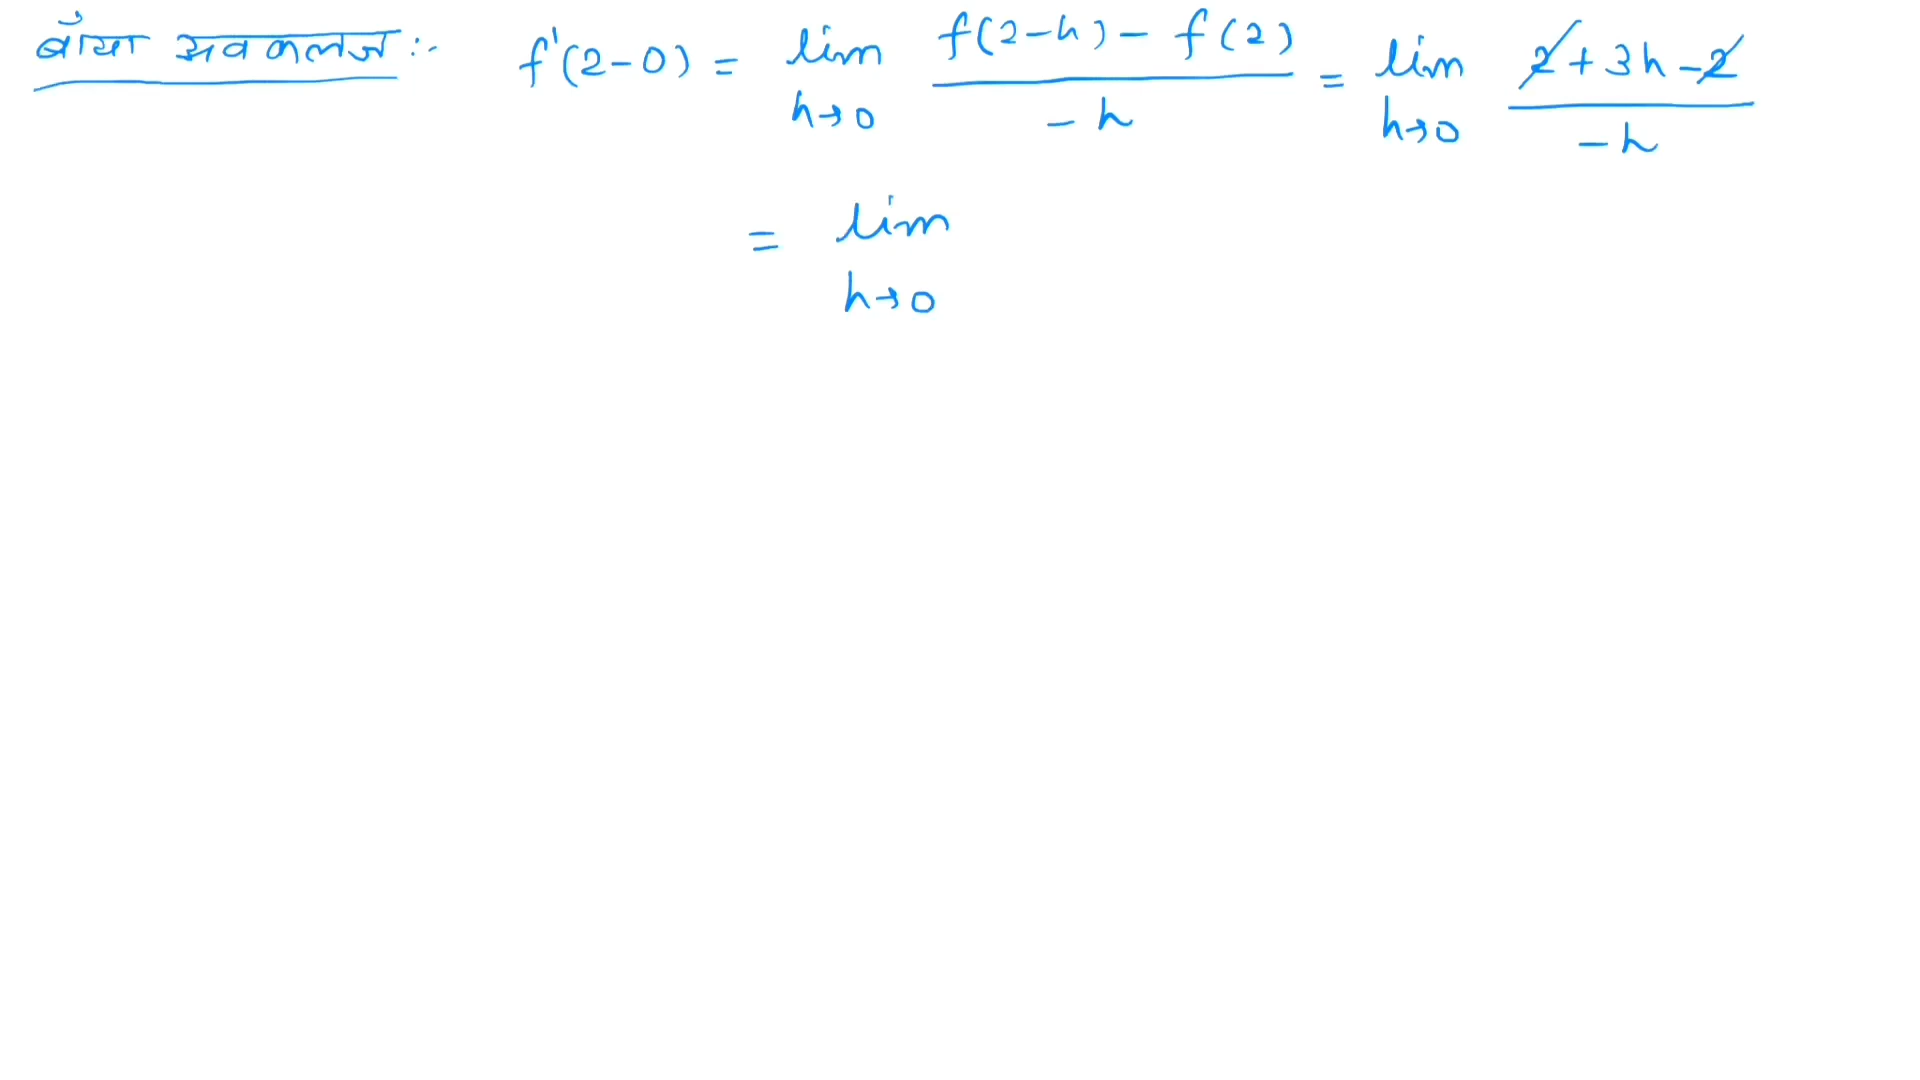 बाँया अवकलज :- f'(2-0) = lim h→0 f(2-h) - f(2) / -h = lim h→0 2 + 3h - 2 / -h
= lim h→0